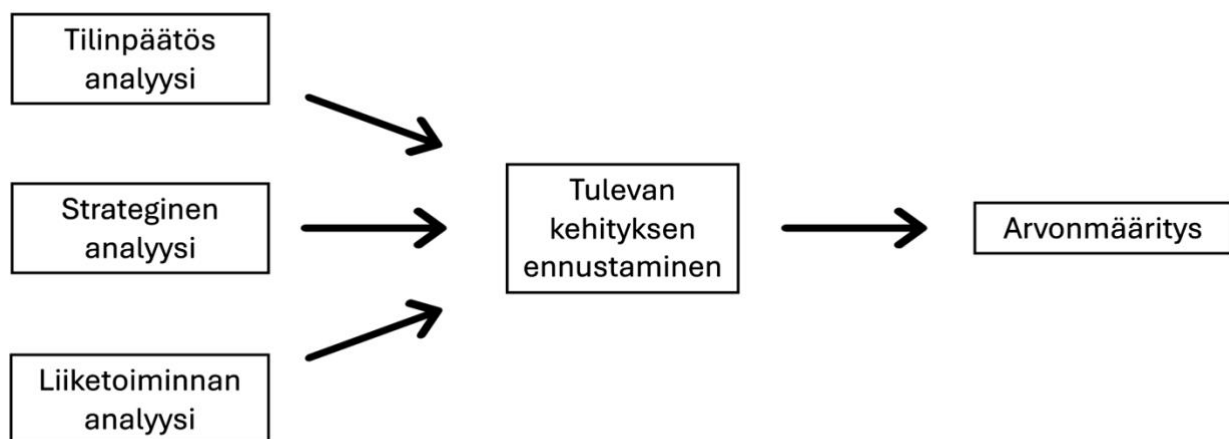 Tilinpäätös
analyysi
Strateginen
analyysi
Liiketoiminnan
analyysi
Tulevan
kehityksen
ennustaminen
Arvonmääritys